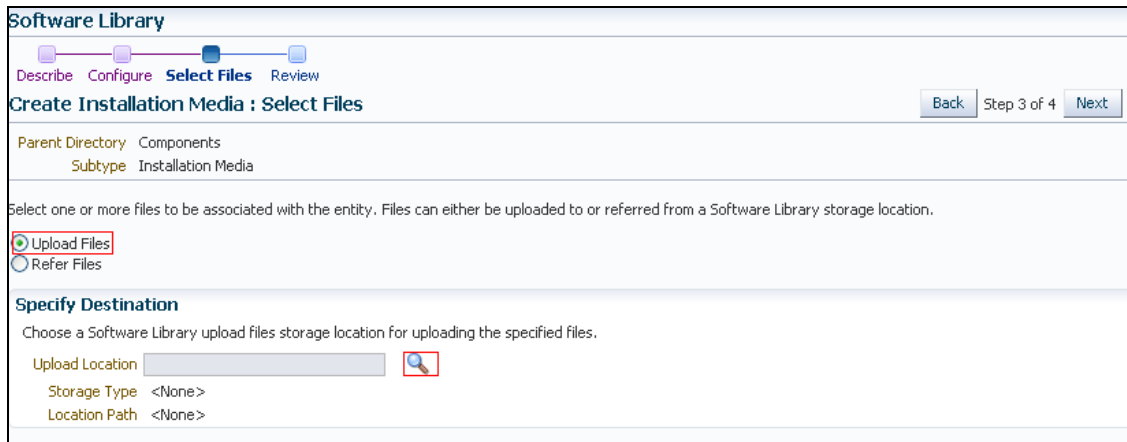 Software Library
Describe Configure Select Files Review
Create Installation Media : Select Files
Back Step 3 of 4 Next
Parent Directory Components
Subtype Installation Media
Select one or more files to be associated with the entity. Files can either be uploaded to or referred from a Software Library storage location.
Upload Files
Refer Files
Specify Destination
Choose a Software Library upload files storage location for uploading the specified files.
Upload Location
Storage Type <None>
Location Path <None>